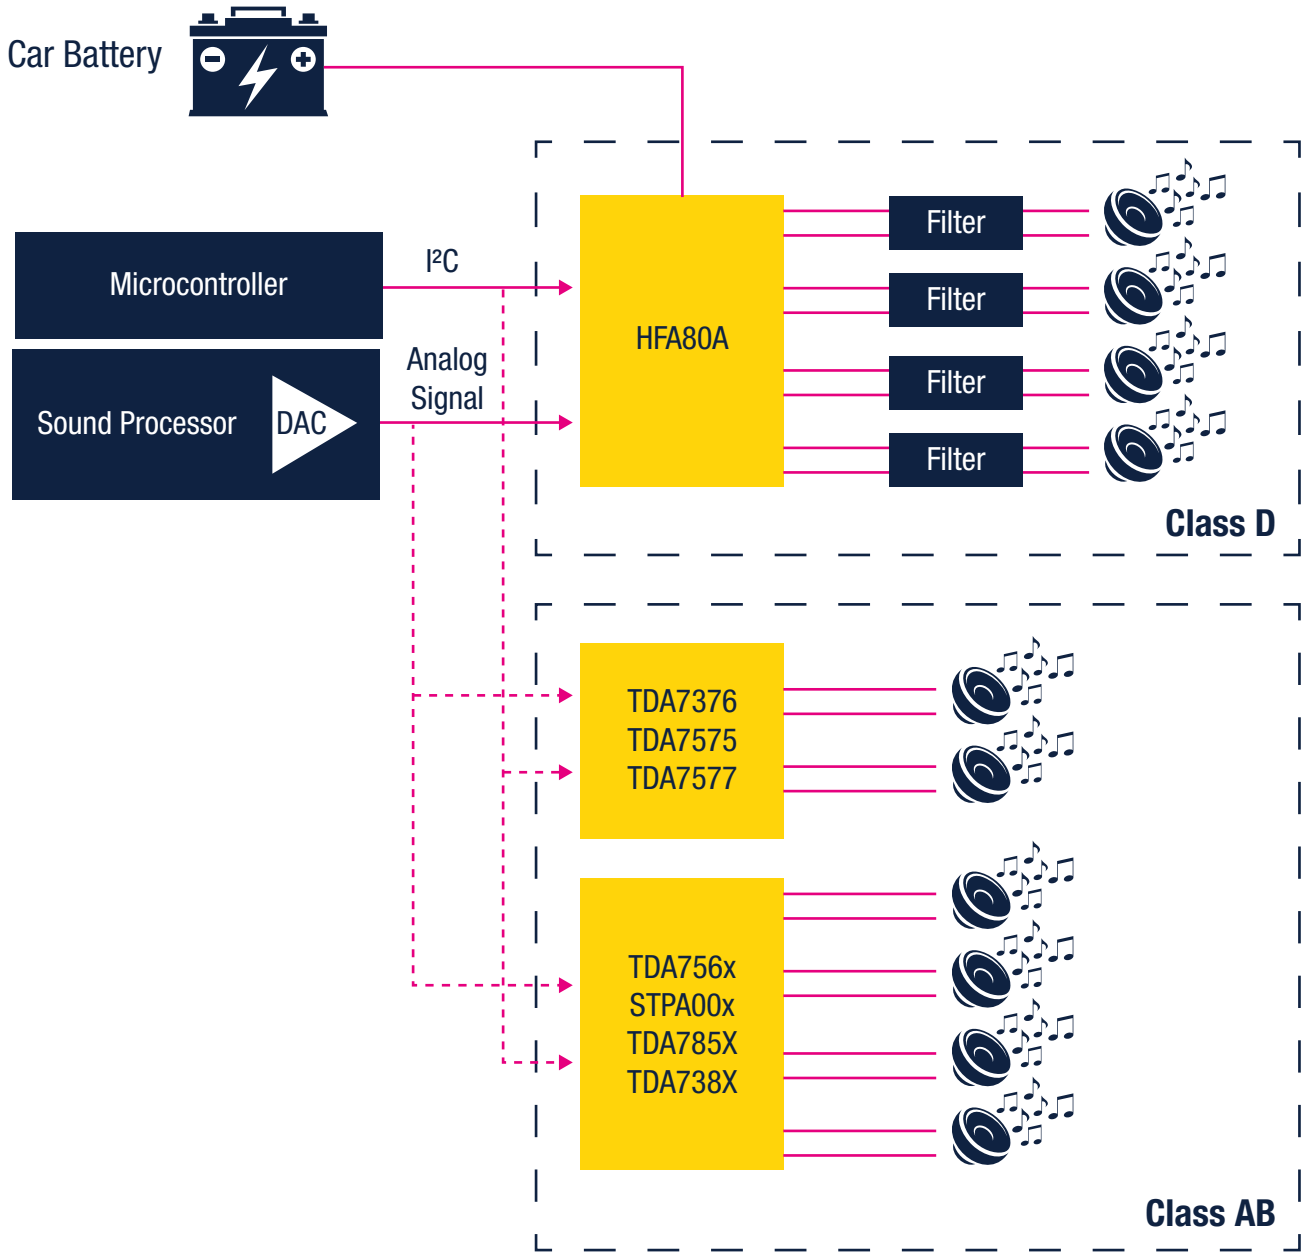 Car Battery
Microcontroller
I²C
Sound Processor
DAC
Analog
Signal
HFA80A
Filter
Filter
Filter
Filter
Class D
TDA7376
TDA7575
TDA7577
TDA756x
STPA00x
TDA785X
TDA738X
Class AB